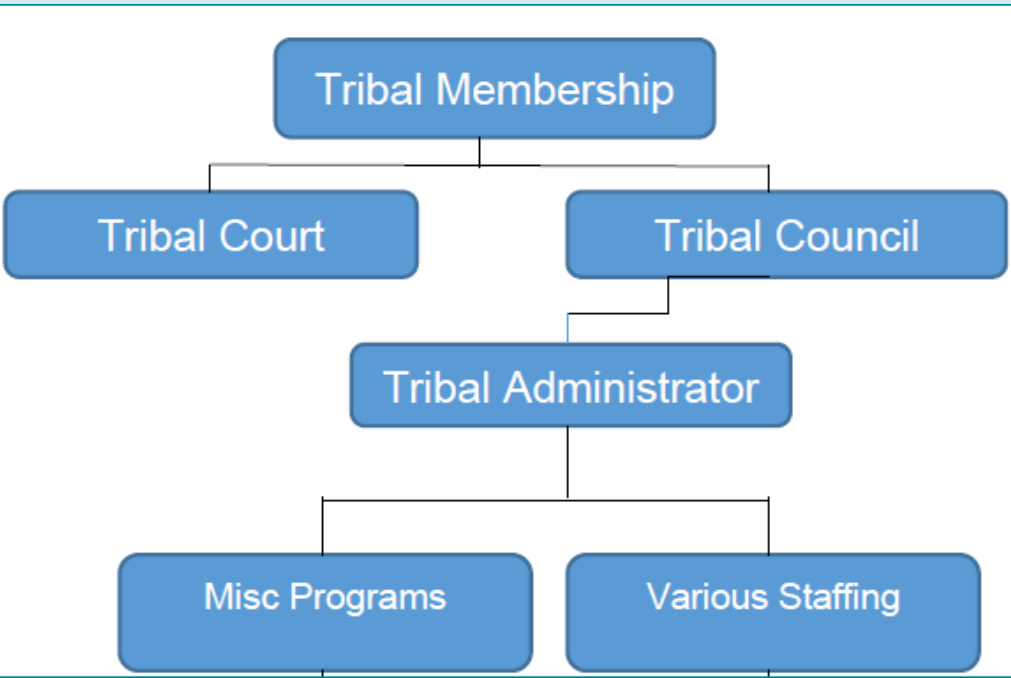 Tribal Membership
Tribal Court
Tribal Council
Tribal Administrator
Misc Programs
Various Staffing